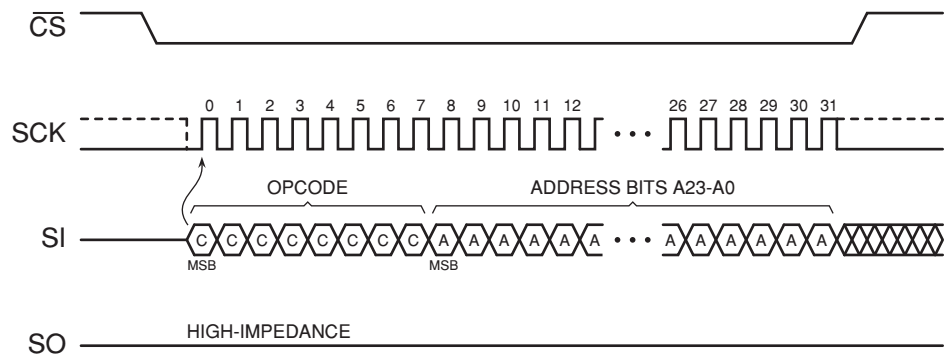 CS
0 1 2 3 4 5 6 7 8 9 10 11 12 26 27 28 29 30 31
SCK
OPCODE ADDRESS BITS A23-A0
SI C C C C C C C C A A A A A A A A A A A A
MSB MSB
HIGH-IMPEDANCE
SO